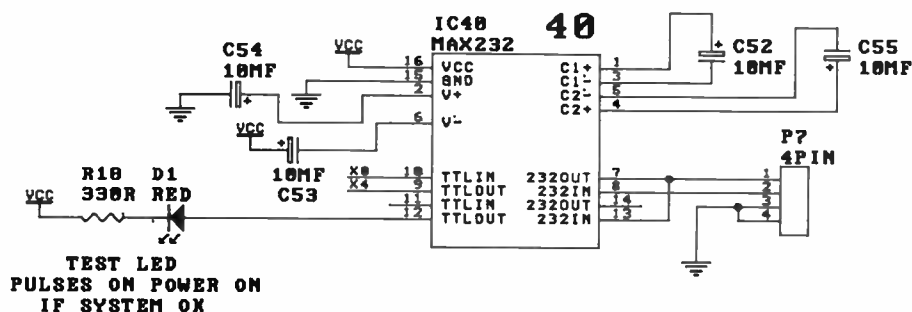 IC40
40
MAX232
C54
10MF
VCC
16
VCC
15
GND
2
V+
6
V-
VCC
10MF
C53
X0
10
TTLIN
X4
9
TTLOUT
11
TTLIN
12
TTLOUT
C1+
1
C1-
3
C2-
5
C2+
4
C52
10MF
C55
10MF
232OUT
7
232IN
8
232OUT
14
232IN
13
P7
4PIN
1
2
3
4
R10
330R
D1
RED
VCC
TEST LED
PULSES ON POWER ON
IF SYSTEM OK